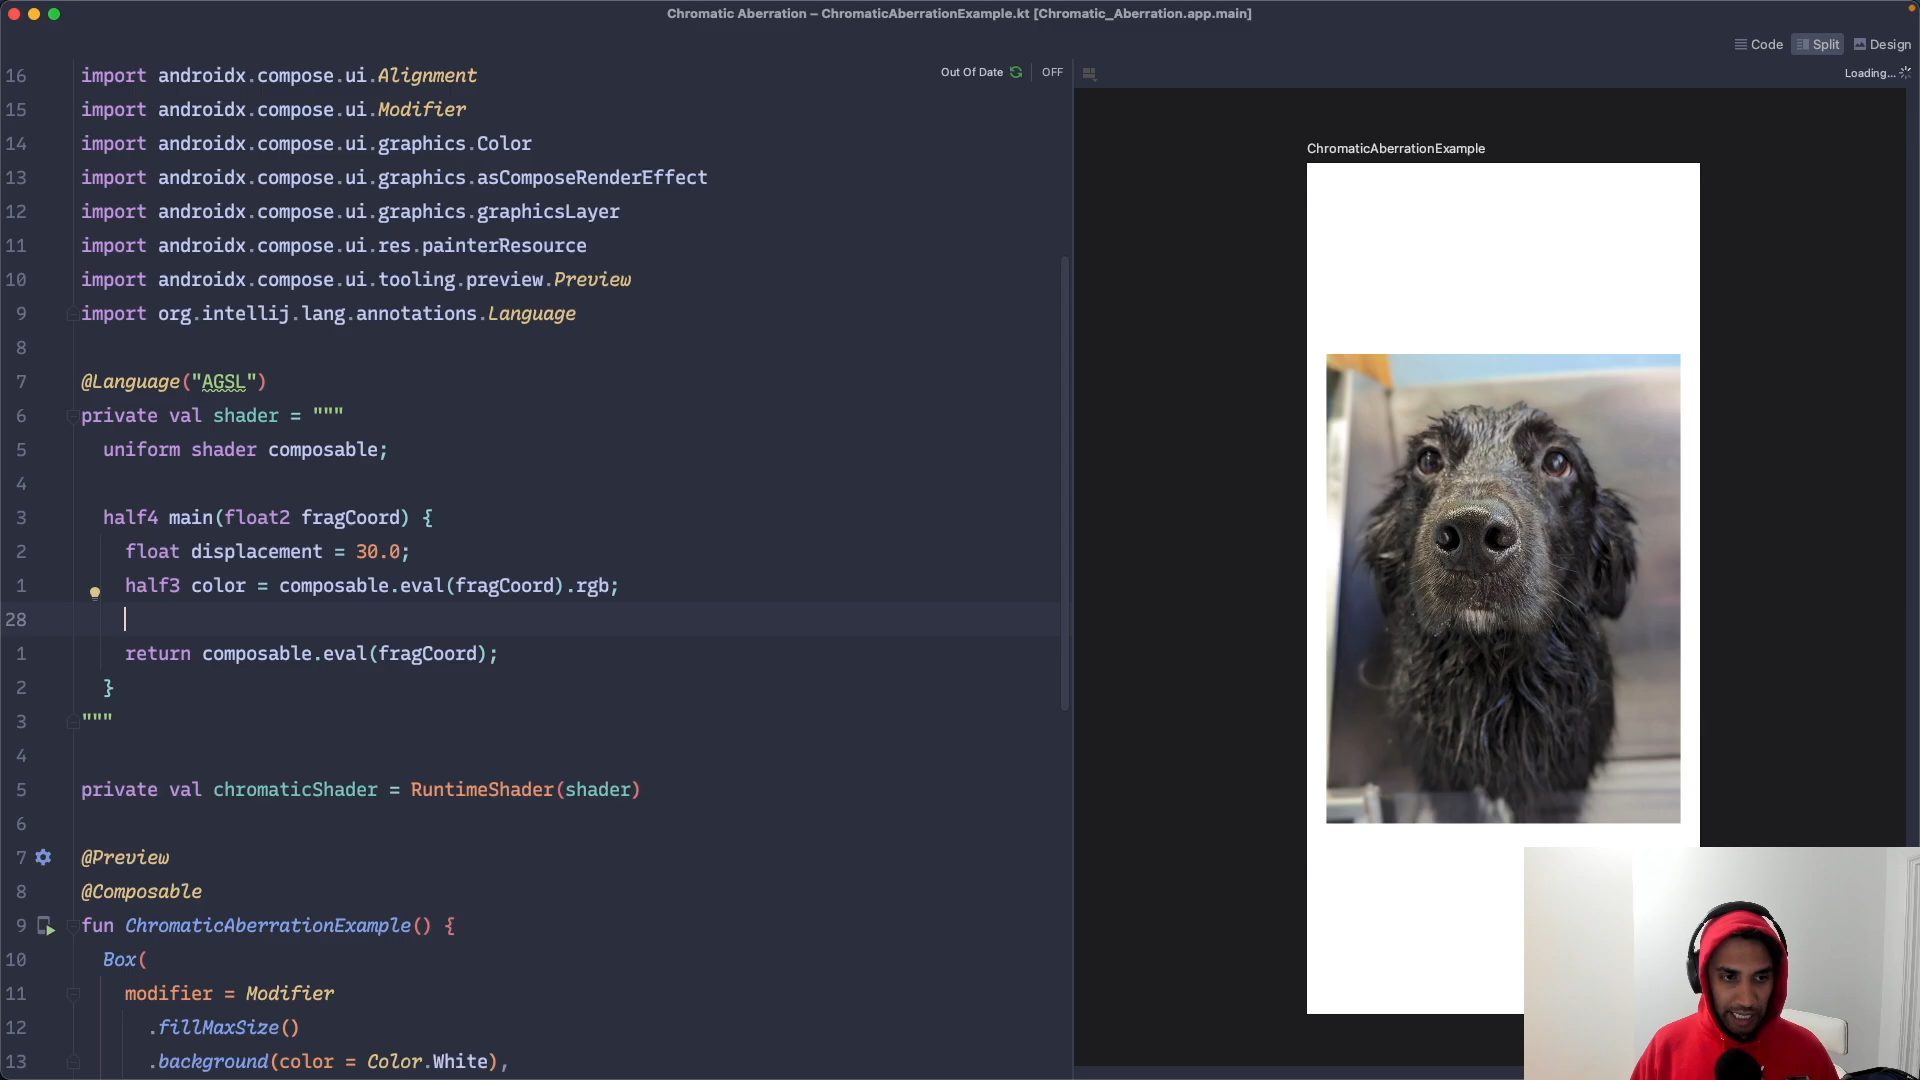 Chromatic Aberration – ChromaticAberrationExample.kt [Chromatic_Aberration.app.main]
Code Split Design
Out Of Date OFF
Loading...
16 import androidx.compose.ui.Alignment
15 import androidx.compose.ui.Modifier
14 import androidx.compose.ui.graphics.Color
13 import androidx.compose.ui.graphics.asComposeRenderEffect
12 import androidx.compose.ui.graphics.graphicsLayer
11 import androidx.compose.ui.res.painterResource
10 import androidx.compose.ui.tooling.preview.Preview
9 import org.intellij.lang.annotations.Language
8
7 @Language("AGSL")
6 private val shader = """
5 uniform shader composable;
4
3 half4 main(float2 fragCoord) {
2 float displacement = 30.0;
1 half3 color = composable.eval(fragCoord).rgb;
28
1 return composable.eval(fragCoord);
2 }
3 """
4
5 private val chromaticShader = RuntimeShader(shader)
6
7 @Preview
8 @Composable
9 fun ChromaticAberrationExample() {
10 Box(
11 modifier = Modifier
12 .fillMaxSize()
13 .background(color = Color.White),
ChromaticAberrationExample